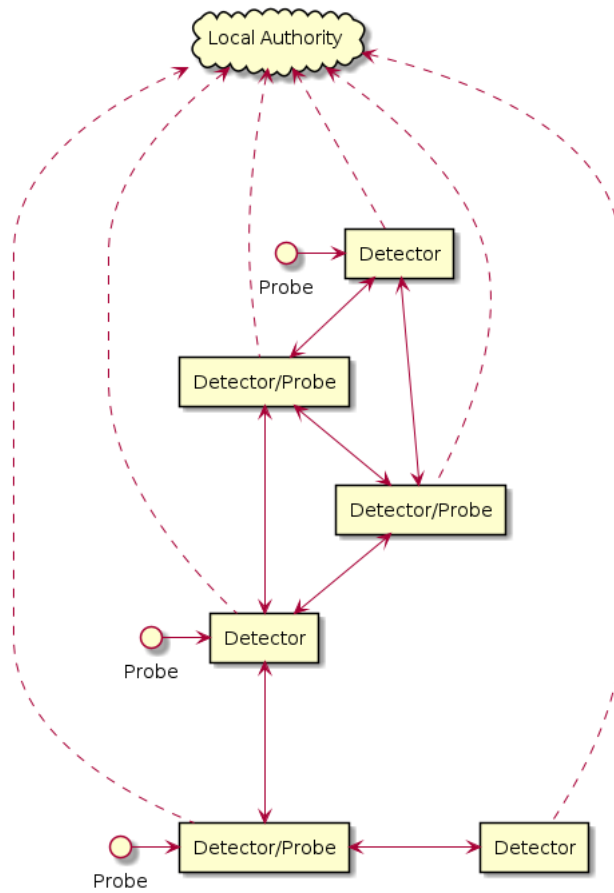 Local Authority
Detector
Probe
Detector/Probe
Detector/Probe
Detector
Probe
Detector/Probe
Detector
Probe